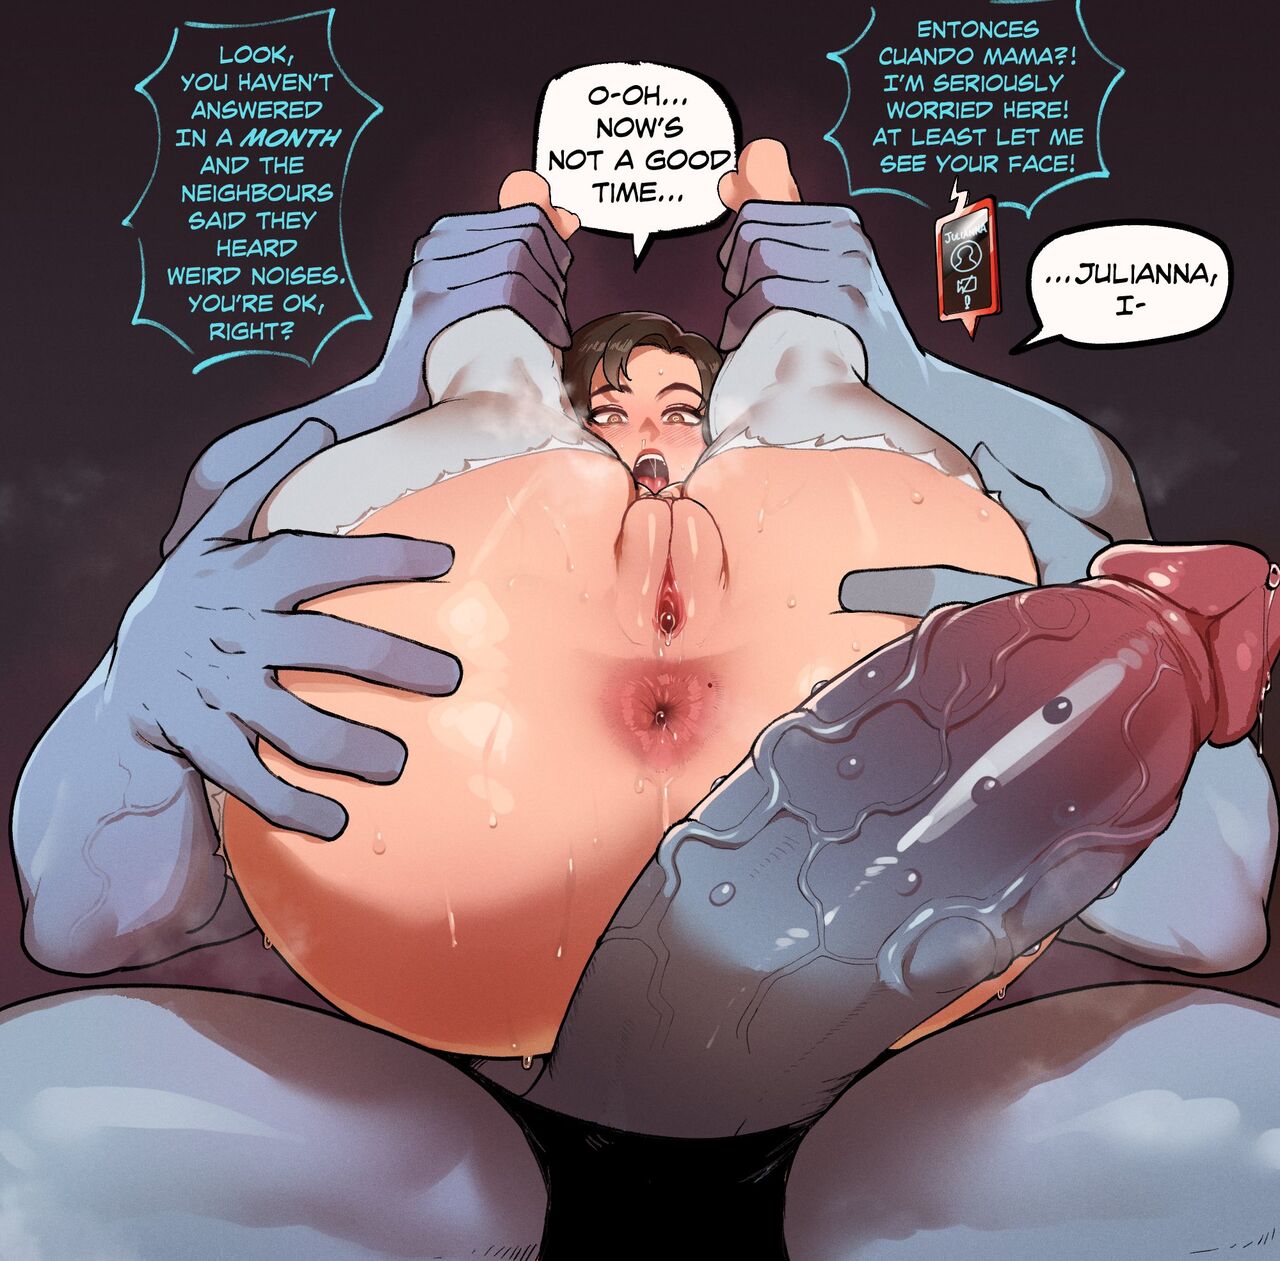 LOOK,
YOU HAVEN'T
ANSWERED
IN A MONTH
AND THE
NEIGHBOURS
SAID THEY
HEARD
WEIRD NOISES.
YOU'RE OK,
RIGHT?
O-OH...
NOW'S
NOT A GOOD
TIME...
ENTONCES
CUANDO MAMA?!
I'M SERIOUSLY
WORRIED HERE!
AT LEAST LET ME
SEE YOUR FACE!
JULIANNA
...JULIANNA,
I-